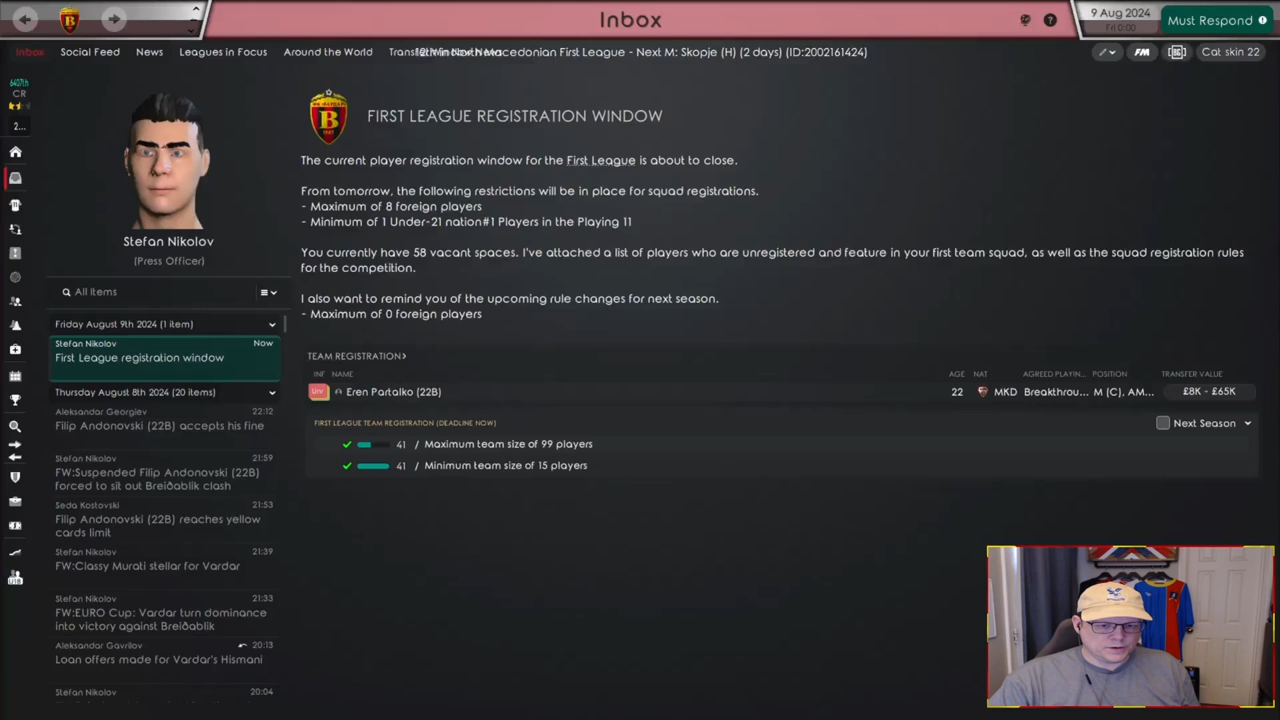 Inbox
9 Aug 2024
Fri 0:00
Must Respond
Inbox
Social Feed
News
Leagues in Focus
Around the World
in North Macedonian First League - Next M: Skopje (H) (2 days) (ID:2002161424)
FM
Cat skin 22
6407th
CR
2...
Stefan Nikolov
(Press Officer)
FIRST LEAGUE REGISTRATION WINDOW
The current player registration window for the First League is about to close.
From tomorrow, the following restrictions will be in place for squad registrations.
- Maximum of 8 foreign players
- Minimum of 1 Under-21 nation#1 Players in the Playing 11
You currently have 58 vacant spaces. I've attached a list of players who are unregistered and feature in your first team squad, as well as the squad registration rules
for the competition.
I also want to remind you of the upcoming rule changes for next season.
- Maximum of 0 foreign players
All Items
Friday August 9th 2024 (1 item)
Stefan Nikolov Now
First League registration window
Thursday August 8th 2024 (20 items)
Aleksandar Georgiev 22:12
Filip Andonovski (22B) accepts his fine
Stefan Nikolov 21:59
FW:Suspended Filip Andonovski (22B)
forced to sit out Breiðablik clash
Seda Kostovski 21:53
Filip Andonovski (22B) reaches yellow
cards limit
Stefan Nikolov 21:39
FW:Classy Murati stellar for Vardar
Stefan Nikolov 21:33
FW:EURO Cup: Vardar turn dominance
into victory against Breiðablik
Aleksandar Gavrilov 20:13
Loan offers made for Vardar's Hismani
Stefan Nikolov 20:04
TEAM REGISTRATION
INF NAME AGE NAT AGREED PLAYIN... POSITION TRANSFER VALUE
Unr Eren Partalko (22B) 22 MKD Breakthrou... M (C), AM... £8K - £65K
FIRST LEAGUE TEAM REGISTRATION (DEADLINE NOW)
Next Season
41 / Maximum team size of 99 players
41 / Minimum team size of 15 players